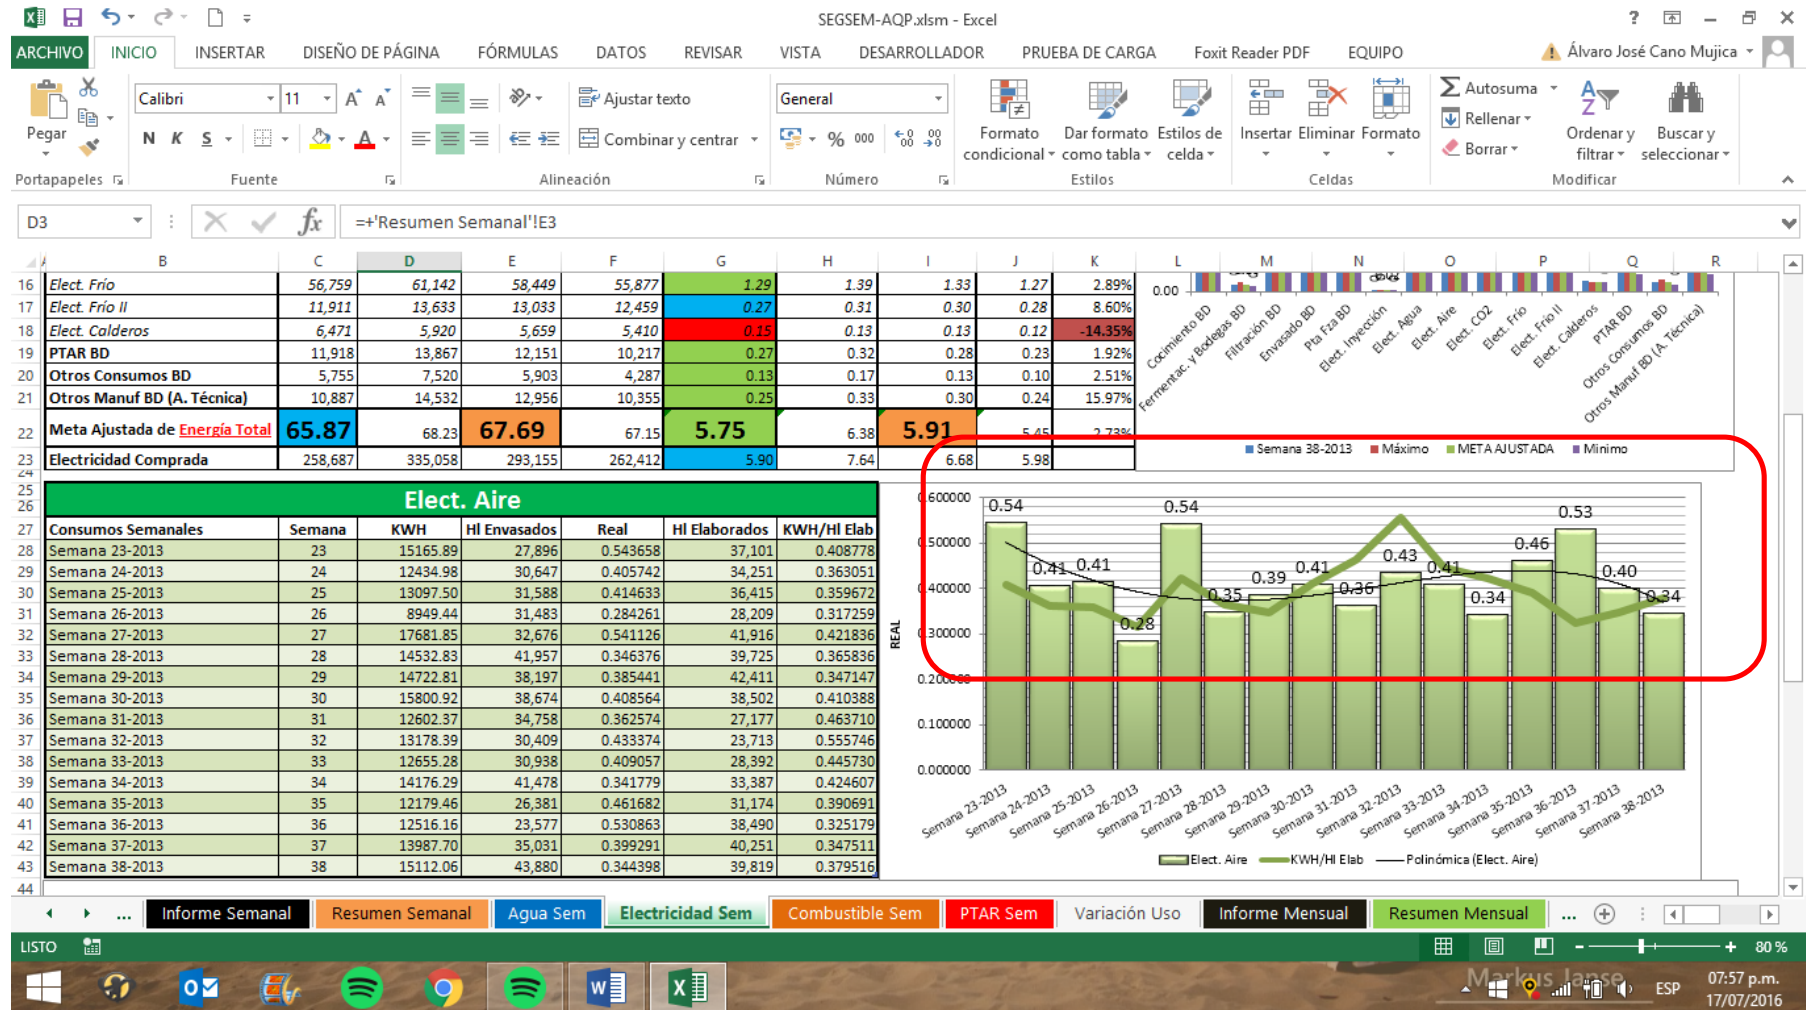 SEGSEM-AQP.xlsm - Excel
ARCHIVO INICIO INSERTAR DISEÑO DE PÁGINA FÓRMULAS DATOS REVISAR VISTA DESARROLLADOR PRUEBA DE CARGA Foxit Reader PDF EQUIPO Álvaro José Cano Mujica
Pegar
Calibri 11
N K S
Ajustar texto
Combinar y centrar
General
% 000
Formato condicional
Dar formato como tabla
Estilos de celda
Insertar Eliminar Formato
Autosuma
Rellenar
Borrar
Ordenar y filtrar
Buscar y seleccionar
Portapapeles Fuente Alineación Número Estilos Celdas Modificar
D3 fx =+'Resumen Semanal'!E3
B C D E F G H I J K L M N O P Q R
16 Elect. Frío 56,759 61,142 58,449 55,877 1.29 1.39 1.33 1.27 2.89%
17 Elect. Frío II 11,911 13,633 13,033 12,459 0.27 0.31 0.30 0.28 8.60%
18 Elect. Calderos 6,471 5,920 5,659 5,410 0.15 0.13 0.13 0.12 -14.35%
19 PTAR BD 11,918 13,867 12,151 10,217 0.27 0.32 0.28 0.23 1.92%
20 Otros Consumos BD 5,755 7,520 5,903 4,287 0.13 0.17 0.13 0.10 2.51%
21 Otros Manuf BD (A. Técnica) 10,887 14,532 12,956 10,355 0.25 0.33 0.30 0.24 15.97%
22 Meta Ajustada de Energía Total 65.87 68.23 67.69 67.15 5.75 6.38 5.91 5.45 2.73%
23 Electricidad Comprada 258,687 335,058 293,155 262,412 5.90 7.64 6.68 5.98
24
0.00
Cocimiento BD
Fermentac. y Bodegas BD
Filtración BD
Envasado BD
Pta Fza BD
Elect. Inyección
Elect. Agua
Elect. Aire
Elect. CO2
Elect. Frío
Elect. Frío II
Elect. Calderos
PTAR BD
Otros Consumos BD
Otros Manuf BD (A. Técnica)
Semana 38-2013 Máximo META AJUSTADA Minimo
25
26 Elect. Aire
27 Consumos Semanales Semana KWH Hl Envasados Real Hl Elaborados KWH/Hl Elab
28 Semana 23-2013 23 15165.89 27,896 0.543658 37,101 0.408778
29 Semana 24-2013 24 12434.98 30,647 0.405742 34,251 0.363051
30 Semana 25-2013 25 13097.50 31,588 0.414633 36,415 0.359672
31 Semana 26-2013 26 8949.44 31,483 0.284261 28,209 0.317259
32 Semana 27-2013 27 17681.85 32,676 0.541126 41,916 0.421836
33 Semana 28-2013 28 14532.83 41,957 0.346376 39,725 0.365836
34 Semana 29-2013 29 14722.81 38,197 0.385441 42,411 0.347147
35 Semana 30-2013 30 15800.92 38,674 0.408564 38,502 0.410388
36 Semana 31-2013 31 12602.37 34,758 0.362574 27,177 0.463710
37 Semana 32-2013 32 13178.39 30,409 0.433374 23,713 0.555746
38 Semana 33-2013 33 12655.28 30,938 0.409057 28,392 0.445730
39 Semana 34-2013 34 14176.29 41,478 0.341779 33,387 0.424607
40 Semana 35-2013 35 12179.46 26,381 0.461682 31,174 0.390691
41 Semana 36-2013 36 12516.16 23,577 0.530863 38,490 0.325179
42 Semana 37-2013 37 13987.70 35,031 0.399291 40,251 0.347511
43 Semana 38-2013 38 15112.06 43,880 0.344398 39,819 0.379516
44
REAL
0.600000
0.500000
0.400000
0.300000
0.200000
0.100000
0.000000
0.54 0.41 0.41 0.28 0.54 0.35 0.39 0.41 0.36 0.43 0.41 0.34 0.46 0.53 0.40 0.34
Semana 23-2013
Semana 24-2013
Semana 25-2013
Semana 26-2013
Semana 27-2013
Semana 28-2013
Semana 29-2013
Semana 30-2013
Semana 31-2013
Semana 32-2013
Semana 33-2013
Semana 34-2013
Semana 35-2013
Semana 36-2013
Semana 37-2013
Semana 38-2013
Elect. Aire KWH/Hl Elab Polinómica (Elect. Aire)
... Informe Semanal Resumen Semanal Agua Sem Electricidad Sem Combustible Sem PTAR Sem Variación Uso Informe Mensual Resumen Mensual ...
LISTO 80 %
Markus
ESP
07:57 p.m.
17/07/2016